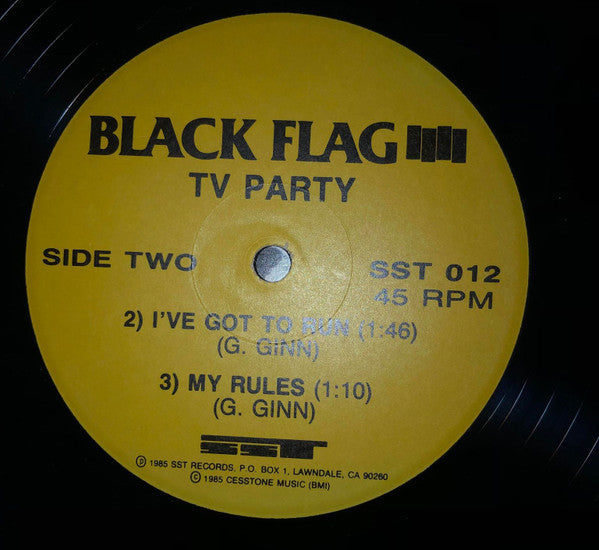 BLACK FLAG
TV PARTY
SIDE TWO
SST 012
45 RPM
2) I'VE GOT TO RUN (1:46)
(G. GINN)
3) MY RULES (1:10)
(G. GINN)
SST
℗ 1985 SST RECORDS, P.O. BOX 1, LAWNDALE, CA 90260
© 1985 CESSTONE MUSIC (BMI)